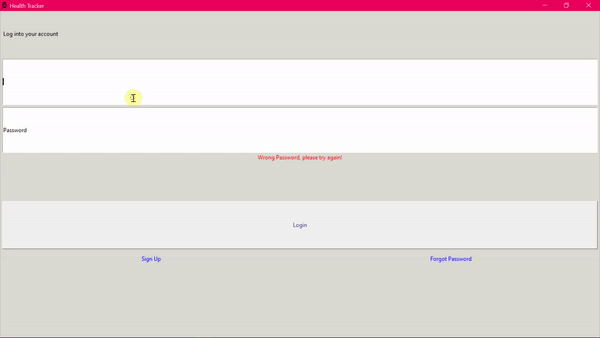 Health Tracker
Log into your account
Password
Wrong Password, please try again!
Login
Sign Up
Forgot Password